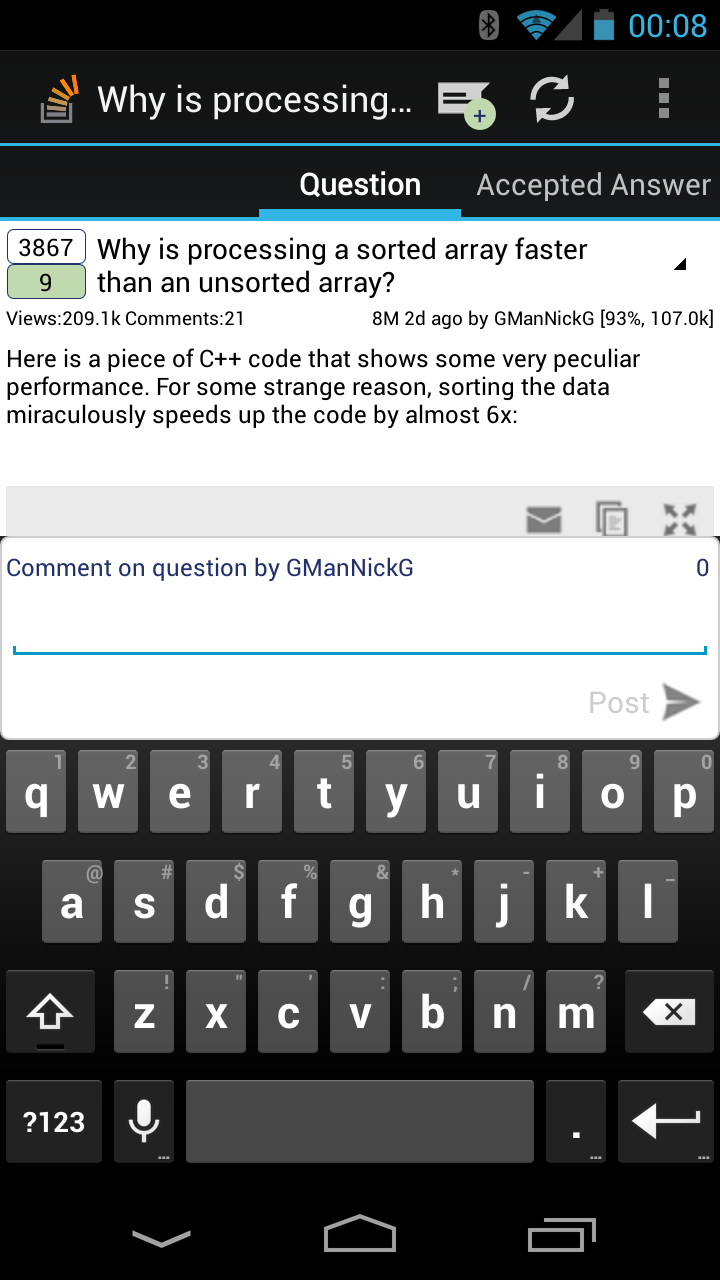 00:08
Why is processing...
Question
Accepted Answer
3867
9
Why is processing a sorted array faster
than an unsorted array?
Views:209.1k Comments:21
8M 2d ago by GManNickG [93%, 107.0k]
Here is a piece of C++ code that shows some very peculiar
performance. For some strange reason, sorting the data
miraculously speeds up the code by almost 6x:
Comment on question by GManNickG
0
Post
1 2 3 4 5 6 7 8 9 0
q w e r t y u i o p
@ # $ % & * - + _
a s d f g h j k l
! " ' : ; / ?
z x c v b n m
?123 ... . ... ...